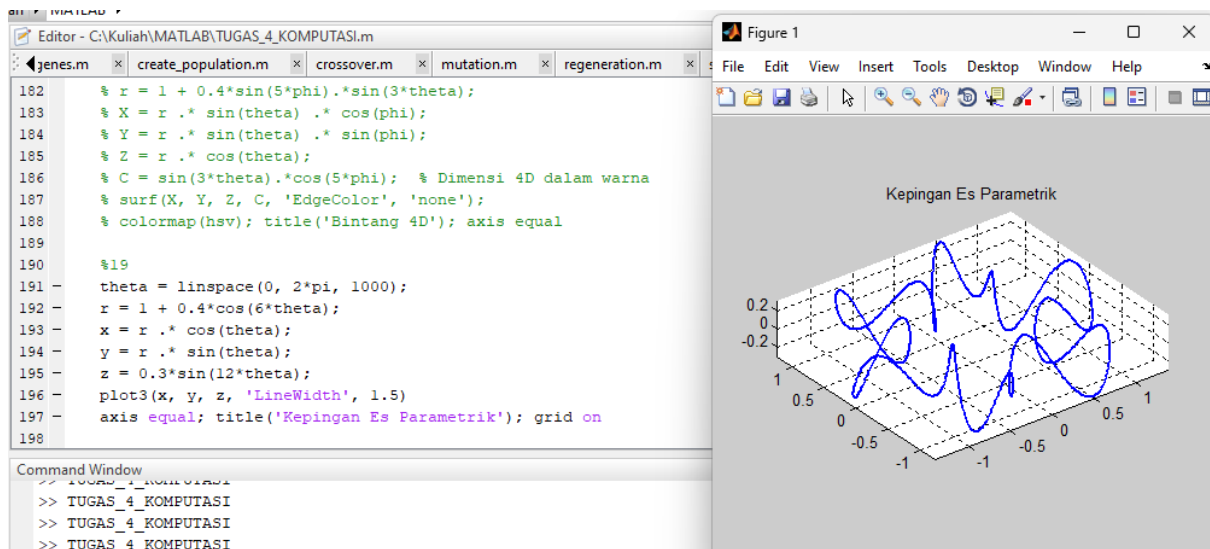 MATLAB
Editor - C:\Kuliah\MATLAB\TUGAS_4_KOMPUTASI.m
genes.m × create_population.m × crossover.m × mutation.m × regeneration.m ×
182 % r = 1 + 0.4*sin(5*phi).*sin(3*theta);
183 % X = r .* sin(theta) .* cos(phi);
184 % Y = r .* sin(theta) .* sin(phi);
185 % Z = r .* cos(theta);
186 % C = sin(3*theta).*cos(5*phi);  % Dimensi 4D dalam warna
187 % surf(X, Y, Z, C, 'EdgeColor', 'none');
188 % colormap(hsv); title('Bintang 4D'); axis equal
189
190 %19
191 – theta = linspace(0, 2*pi, 1000);
192 – r = 1 + 0.4*cos(6*theta);
193 – x = r .* cos(theta);
194 – y = r .* sin(theta);
195 – z = 0.3*sin(12*theta);
196 – plot3(x, y, z, 'LineWidth', 1.5)
197 – axis equal; title('Kepingan Es Parametrik'); grid on
198
Command Window
>> TUGAS_4_KOMPUTASI
>> TUGAS_4_KOMPUTASI
>> TUGAS_4_KOMPUTASI
>> TUGAS_4_KOMPUTASI
Figure 1
File Edit View Insert Tools Desktop Window Help
Kepingan Es Parametrik
0.2
0
-0.2
1
0.5
0
-0.5
-1
-1
-0.5
0
0.5
1